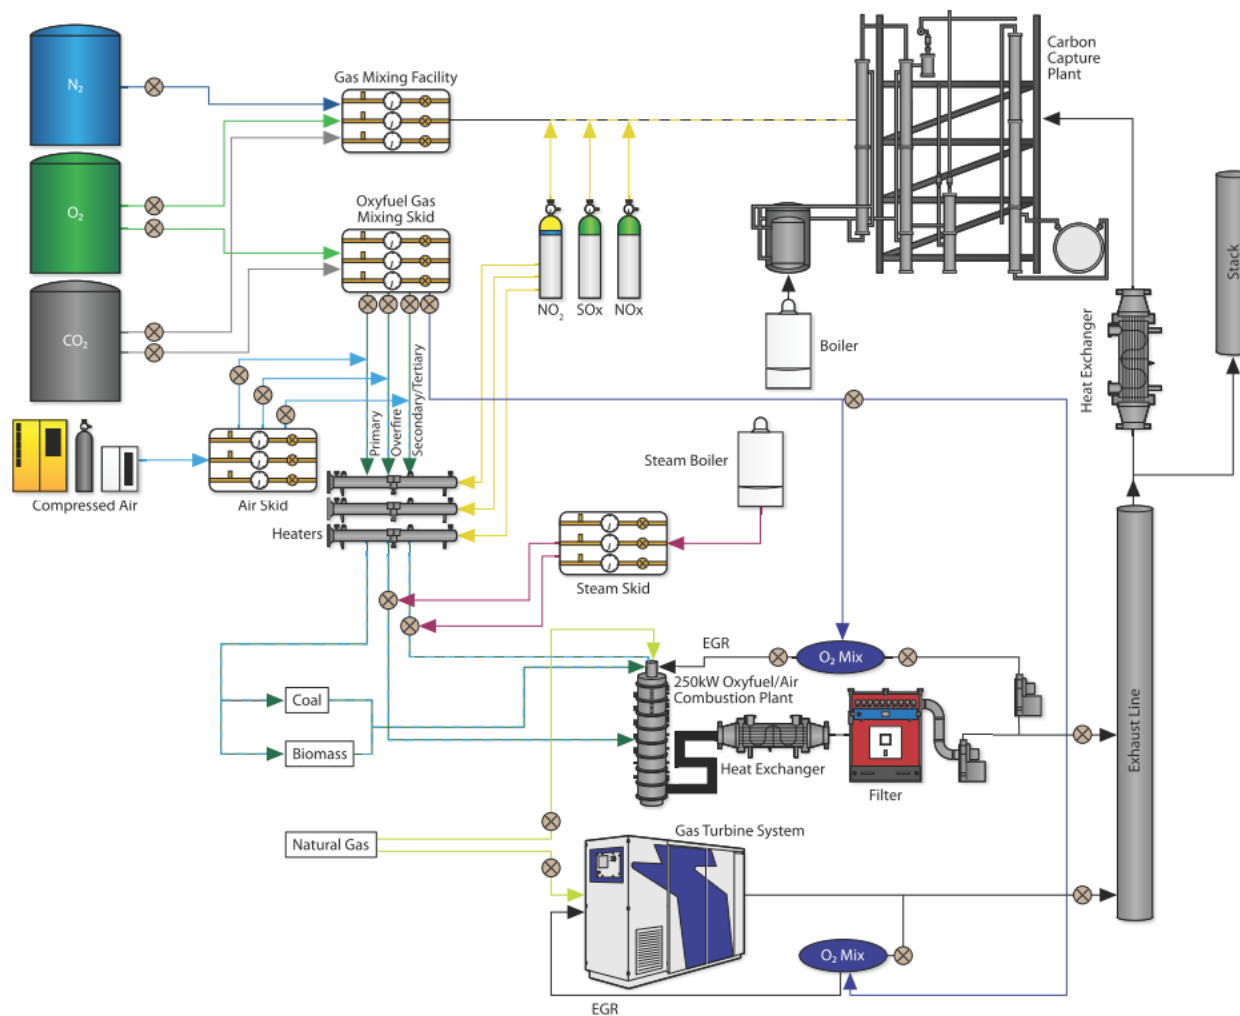 N₂
Gas Mixing Facility
Carbon
Capture
Plant
O₂
Oxyfuel Gas
Mixing Skid
Stack
CO₂
NO₂
SOx
NOx
Boiler
Heat Exchanger
Primary
Overfire
Secondary/Tertiary
Steam Boiler
Compressed Air
Air Skid
Heaters
Steam Skid
EGR
O₂ Mix
250kW Oxyfuel/Air
Combustion Plant
Coal
Biomass
Heat Exchanger
Filter
Exhaust Line
Natural Gas
Gas Turbine System
O₂ Mix
EGR